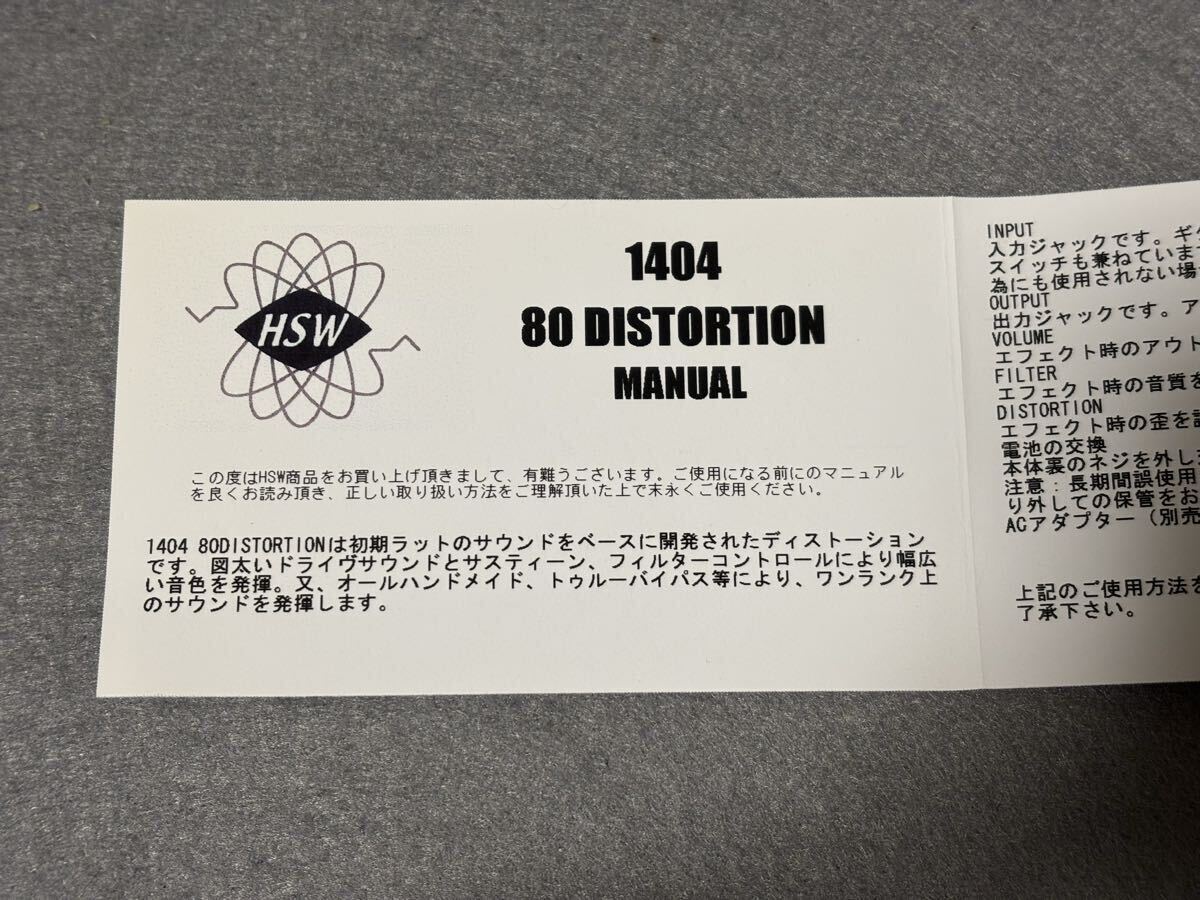 HSW
1404
80 DISTORTION
MANUAL
この度はHSW商品をお買い上げ頂きまして、有難うございます。ご使用になる前にのマニュアル
を良くお読み頂き、正しい取り扱い方法をご理解頂いた上で末永くご使用ください。
1404 80DISTORTIONは初期ラットのサウンドをベースに開発されたディストーション
です。図太いドライヴサウンドとサスティーン、フィルターコントロールにより幅広
い音色を発揮。又、オールハンドメイド、トゥルーバイパス等により、ワンランク上
のサウンドを発揮します。
INPUT
入力ジャックです。ギタ
スイッチも兼ねています
為にも使用されない場
OUTPUT
出力ジャックです。ア
VOLUME
エフェクト時のアウト
FILTER
エフェクト時の音質を
DISTORTION
エフェクト時の歪を
電池の交換
本体裏のネジを外し
注意：長期間誤使用
り外しての保管をお
ACアダプター（別売
上記のご使用方法を
了承下さい。